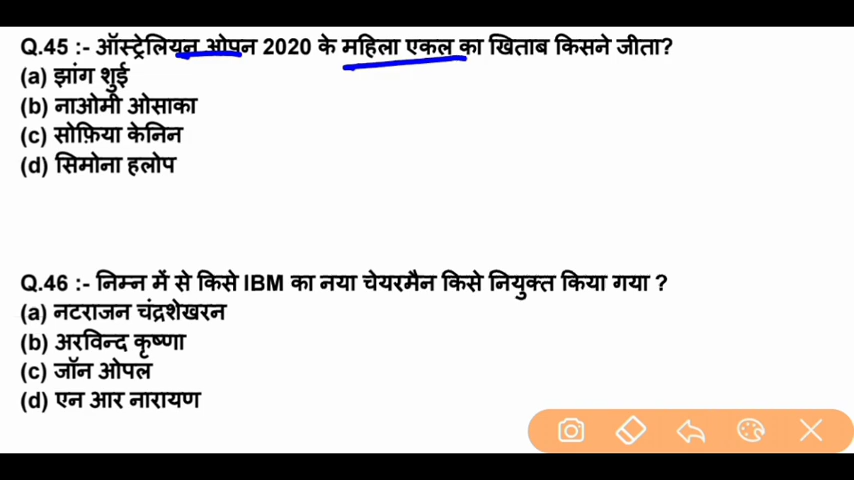 Q.45 :- ऑस्ट्रेलियन ओपन 2020 के महिला एकल का खिताब किसने जीता?
(a) झांग शुई
(b) नाओमी ओसाका
(c) सोफ़िया केनिन
(d) सिमोना हलोप
Q.46 :- निम्न में से किसे IBM का नया चेयरमैन किसे नियुक्त किया गया ?
(a) नटराजन चंद्रशेखरन
(b) अरविन्द कृष्णा
(c) जॉन ओपल
(d) एन आर नारायण